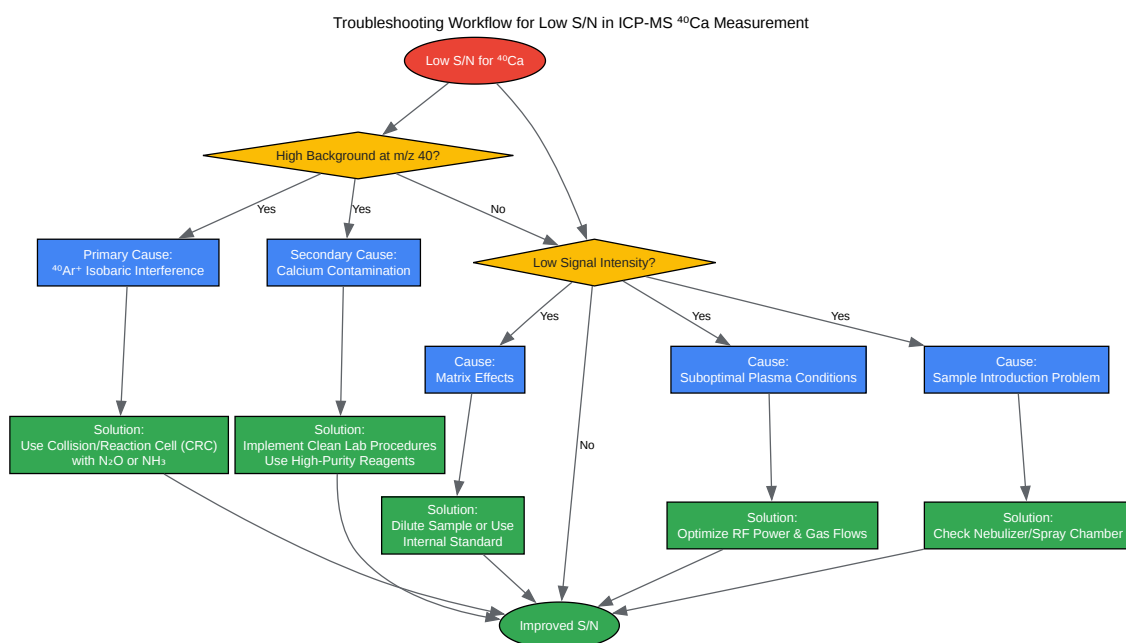 Troubleshooting Workflow for Low S/N in ICP-MS ⁴⁰Ca Measurement
Low S/N for ⁴⁰Ca
High Background at m/z 40?
Yes
Yes
No
Primary Cause:
⁴⁰Ar⁺ Isobaric Interference
Secondary Cause:
Calcium Contamination
Low Signal Intensity?
Yes
Yes
Yes
Cause:
Matrix Effects
Cause:
Suboptimal Plasma Conditions
Cause:
Sample Introduction Problem
Solution:
Use Collision/Reaction Cell (CRC)
with N₂O or NH₃
Solution:
Implement Clean Lab Procedures
Use High-Purity Reagents
No
Solution:
Dilute Sample or Use
Internal Standard
Solution:
Optimize RF Power & Gas Flows
Solution:
Check Nebulizer/Spray Chamber
Improved S/N